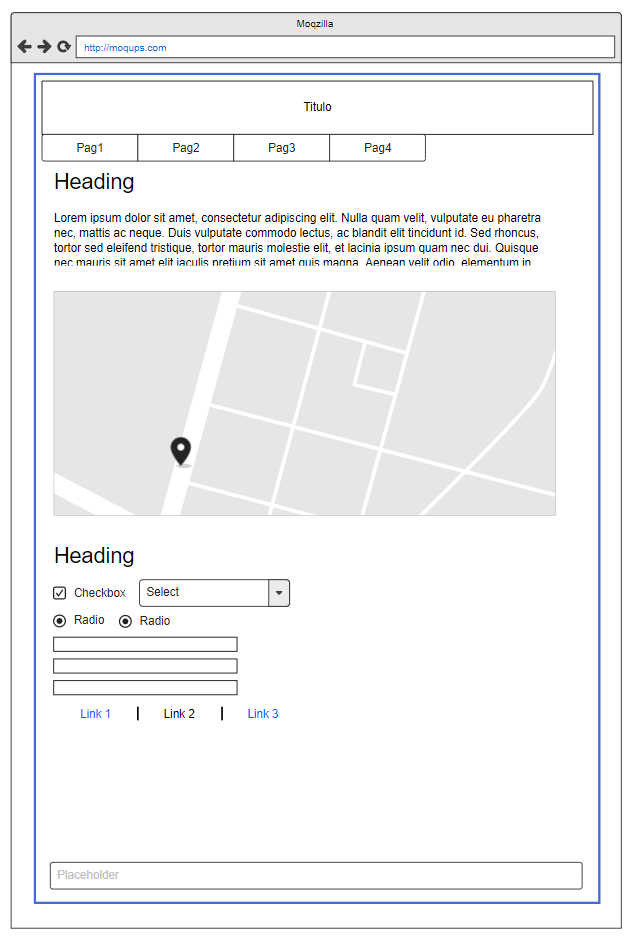 Moqzilla
http://moqups.com
Titulo
Pag1 Pag2 Pag3 Pag4
Heading
Lorem ipsum dolor sit amet, consectetur adipiscing elit. Nulla quam velit, vulputate eu pharetra
nec, mattis ac neque. Duis vulputate commodo lectus, ac blandit elit tincidunt id. Sed rhoncus,
tortor sed eleifend tristique, tortor mauris molestie elit, et lacinia ipsum quam nec dui. Quisque
nec mauris sit amet elit iaculis pretium sit amet quis magna. Aenean velit odio, elementum in
Heading
Checkbox Select
Radio Radio
Link 1 Link 2 Link 3
Placeholder